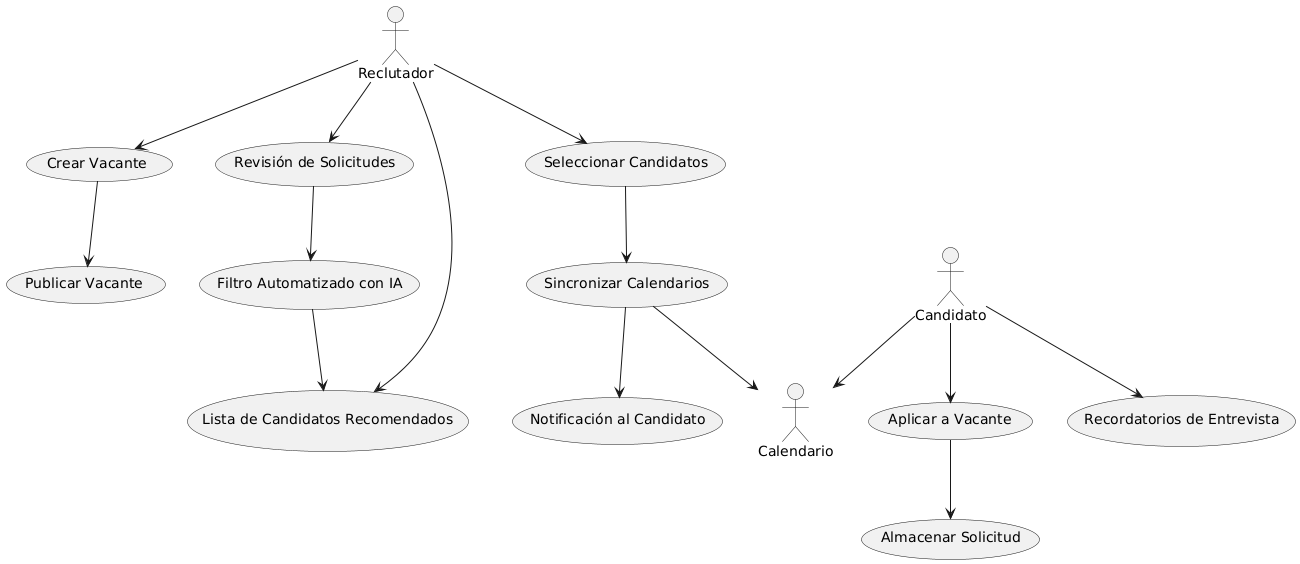 Reclutador
Crear Vacante
Revisión de Solicitudes
Seleccionar Candidatos
Publicar Vacante
Filtro Automatizado con IA
Sincronizar Calendarios
Candidato
Lista de Candidatos Recomendados
Notificación al Candidato
Calendario
Aplicar a Vacante
Recordatorios de Entrevista
Almacenar Solicitud